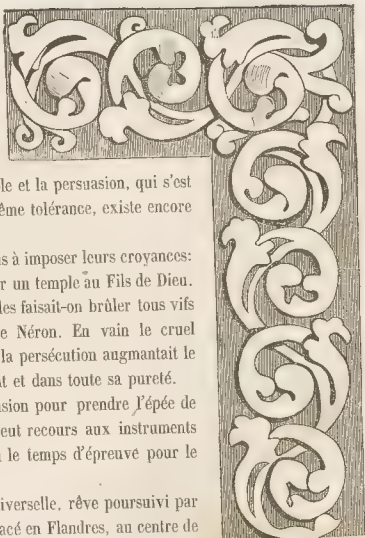 le et la persuasion, qui s'est
ême tolérance, existe encore
s à imposer leurs croyances:
r un temple au Fils de Dieu.
les faisait-on brûler tous vifs
e Néron. En vain le cruel
la persécution augmantait le
t et dans toute sa pureté.
sion pour prendre l'épée de
eut recours aux instruments
le temps d'épreuve pour le
iverselle, rêve poursuivi par
acé en Flandres, au centre de